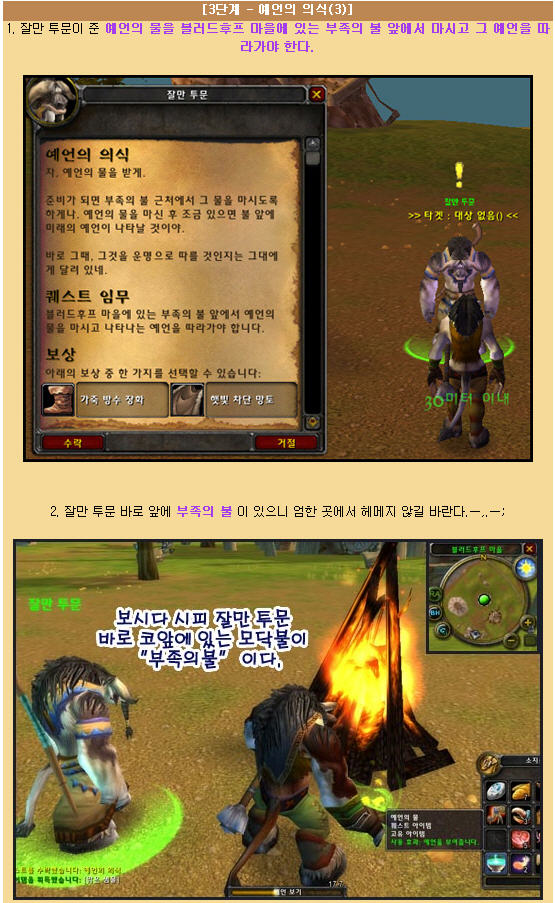 [3단계 - 예언의 의식(3)]
1. 잘만 투문이 준 예언의 물을 블러드후프 마을에 있는 부족의 불 앞에서 마시고 그 예언을 따
라가야 한다.
잘만 투문
예언의 의식
자, 예언의 물을 받게.
준비가 되면 부족의 불 근처에서 그 물을 마시도록
하게나. 예언의 물을 마신 후 조금 있으면 불 앞에
미래의 예언이 나타날 것이야.
바로 그때, 그것을 운명으로 따를 것인지는 그대에
게 달려 있네.
퀘스트 임무
블러드후프 마을에 있는 부족의 불 앞에서 예언의
물을 마시고 나타나는 예언을 따라가야 합니다.
보상
아래의 보상 중 한 가지를 선택할 수 있습니다:
가죽 방수 장화
햇빛 차단 망토
수락
거절
잘만 투문
>> 타겟 : 대상 없음() <<
30미터 이내
2. 잘만 투문 바로 앞에 부족의 불 이 있으니 엄한 곳에서 헤메지 않길 바란다.ㅡ..ㅡ;
블러드후프 마을
N
잘만 투문
보시다 시피 잘만 투문
바로 코앞에 있는 모닥불이
"부족의불" 이다.
소지
예언의 물
퀘스트 아이템
고유 아이템
사용 효과: 예언을 보여줍니다.
예언 보기